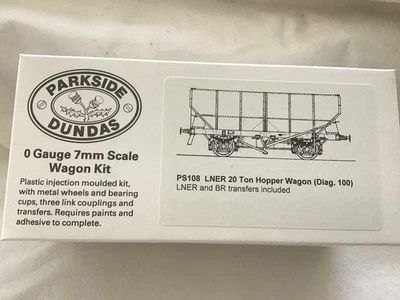 PARKSIDE
DUNDAS
0 Gauge 7mm Scale
Wagon Kit
Plastic injection moulded kit,
with metal wheels and bearing
cups, three link couplings and
transfers. Requires paints and
adhesive to complete.
PS108 LNER 20 Ton Hopper Wagon (Diag. 100)
LNER and BR transfers included